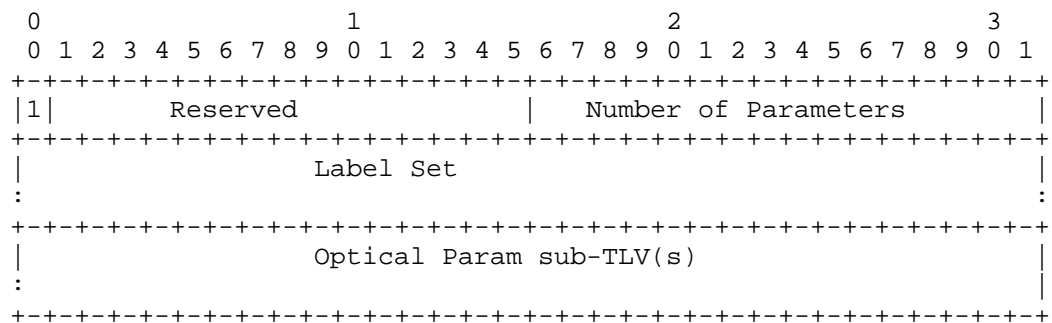 0                   1                   2                   3
 0 1 2 3 4 5 6 7 8 9 0 1 2 3 4 5 6 7 8 9 0 1 2 3 4 5 6 7 8 9 0 1
+-+-+-+-+-+-+-+-+-+-+-+-+-+-+-+-+-+-+-+-+-+-+-+-+-+-+-+-+-+-+-+-+
|1|       Reserved              |   Number of Parameters        |
+-+-+-+-+-+-+-+-+-+-+-+-+-+-+-+-+-+-+-+-+-+-+-+-+-+-+-+-+-+-+-+-+
|                  Label Set                                    |
:                                                               :
+-+-+-+-+-+-+-+-+-+-+-+-+-+-+-+-+-+-+-+-+-+-+-+-+-+-+-+-+-+-+-+-+
|                  Optical Param sub-TLV(s)                     |
:                                                               |
+-+-+-+-+-+-+-+-+-+-+-+-+-+-+-+-+-+-+-+-+-+-+-+-+-+-+-+-+-+-+-+-+